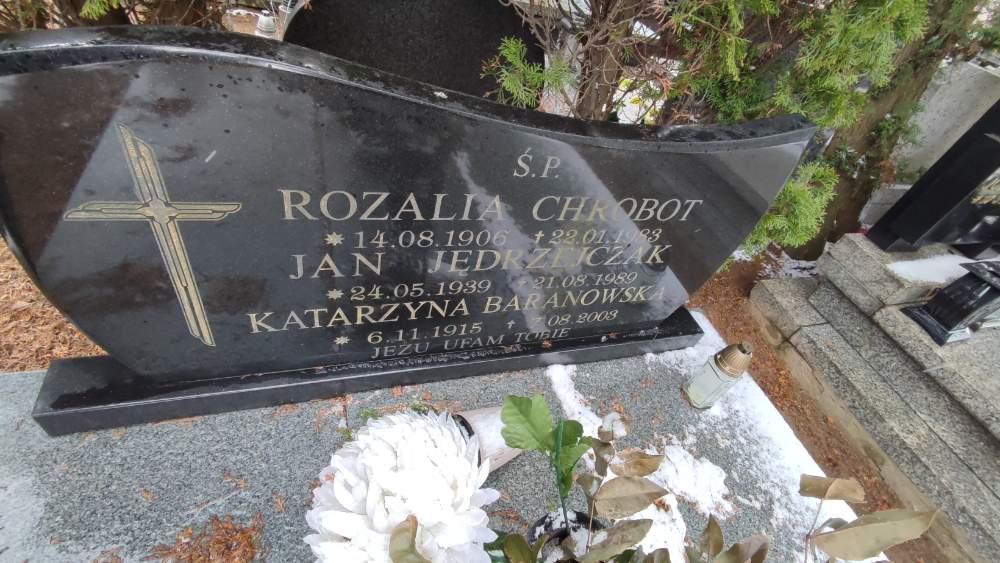 Ś.P.
ROZALIA CHROBOT
* 14.08.1906 † 22.01.1983
JAN JĘDRZEJCZAK
* 24.05.1939 † 21.08.1989
KATARZYNA BARANOWSKA
* 6.11.1915 † 7.08.2003
JEZU UFAM TOBIE